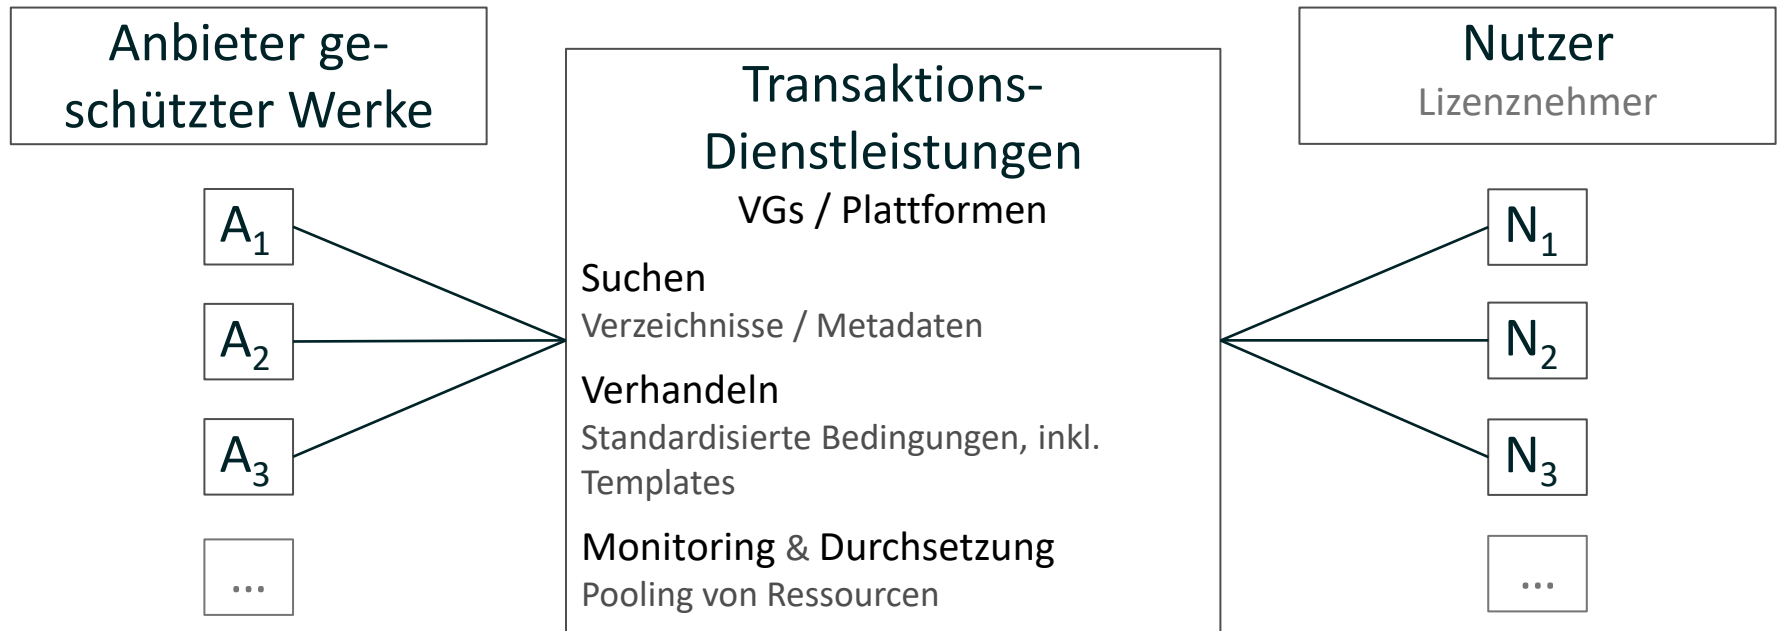 Anbieter ge-
schützter Werke
A1
A2
A3
...
Transaktions-
Dienstleistungen
VGs / Plattformen
Suchen
Verzeichnisse / Metadaten
Verhandeln
Standardisierte Bedingungen, inkl.
Templates
Monitoring & Durchsetzung
Pooling von Ressourcen
Nutzer
Lizenznehmer
N1
N2
N3
...